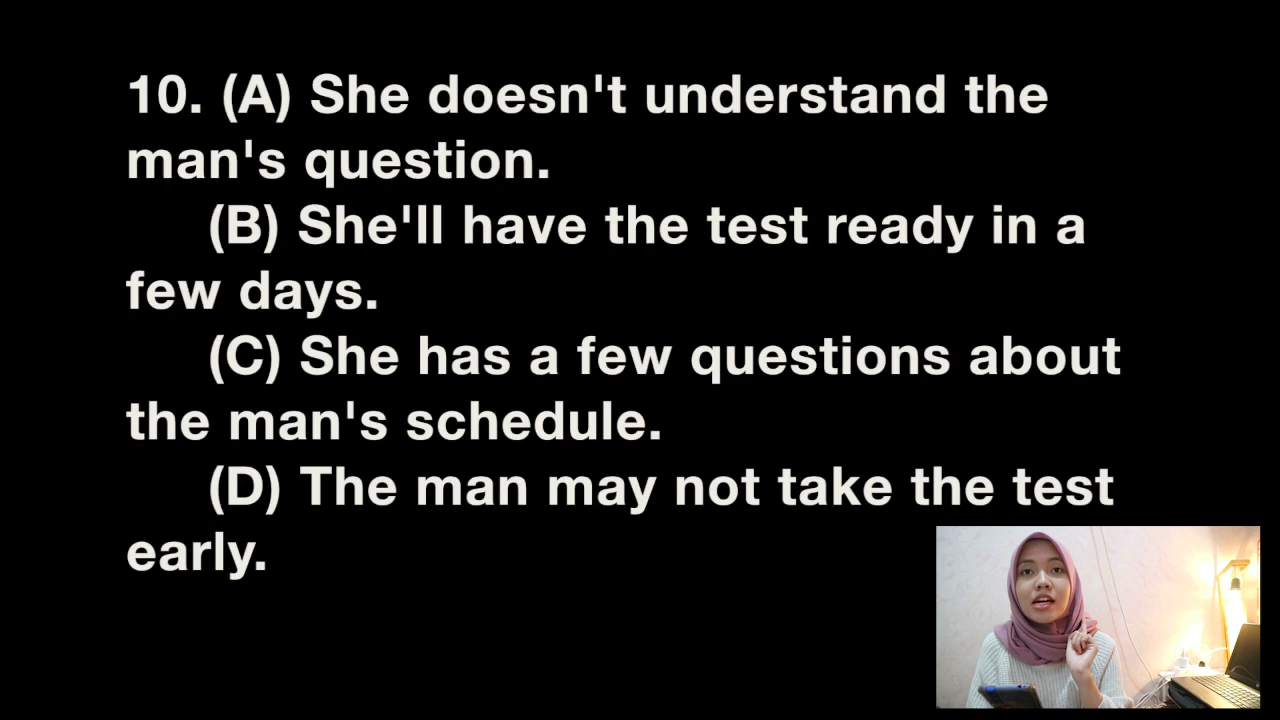 10. (A) She doesn't understand the
man's question.
(B) She'll have the test ready in a
few days.
(C) She has a few questions about
the man's schedule.
(D) The man may not take the test
early.